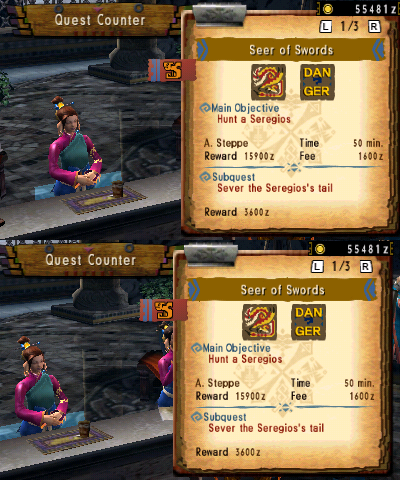 Quest Counter
55481z
L 1/3 R
Seer of Swords
DAN
?
GER
Main Objective
Hunt a Seregios
A. Steppe Time 50 min.
Reward 15900z Fee 1600z
Subquest
Sever the Seregios's tail
Reward 3600z
Quest Counter
55481z
L 1/3 R
Seer of Swords
DAN
?
GER
Main Objective
Hunt a Seregios
A. Steppe Time 50 min.
Reward 15900z Fee 1600z
Subquest
Sever the Seregios's tail
Reward 3600z